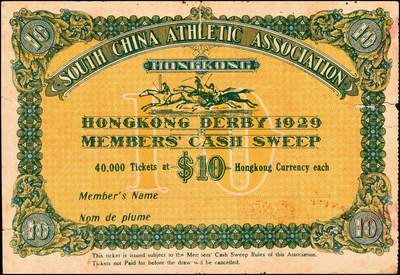 10 10
SOUTH CHINA ATHLETIC ASSOCIATION
HONGKONG
HONGKONG DERBY 1929
MEMBERS' CASH SWEEP
40,000 Tickets at $10 Hongkong Currency each
10
Member's Name
Nom de plume
10 10
This ticket is issued subject to the Members' Cash Sweep Rules of this Association.
Tickets not Paid for before the draw will be cancelled.